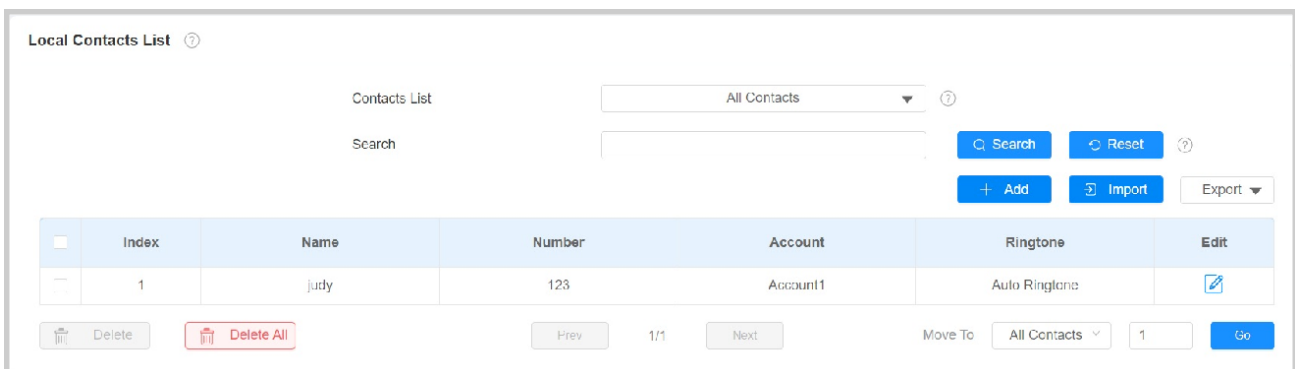 Local Contacts List ?
Contacts List All Contacts ?
Search Search Reset ?
+ Add Import Export
Index Name Number Account Ringtone Edit
1 judy 123 Account1 Auto Ringtone
Delete Delete All Prev 1/1 Next Move To All Contacts 1 Go